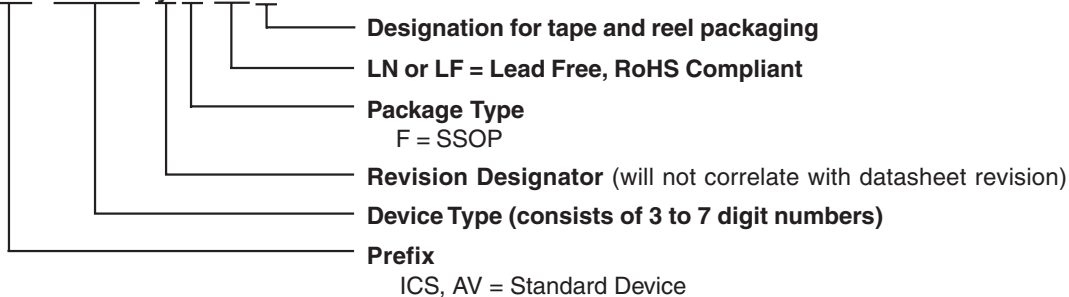 Designation for tape and reel packaging
LN or LF = Lead Free, RoHS Compliant
Package Type
F = SSOP
Revision Designator (will not correlate with datasheet revision)
Device Type (consists of 3 to 7 digit numbers)
Prefix
ICS, AV = Standard Device